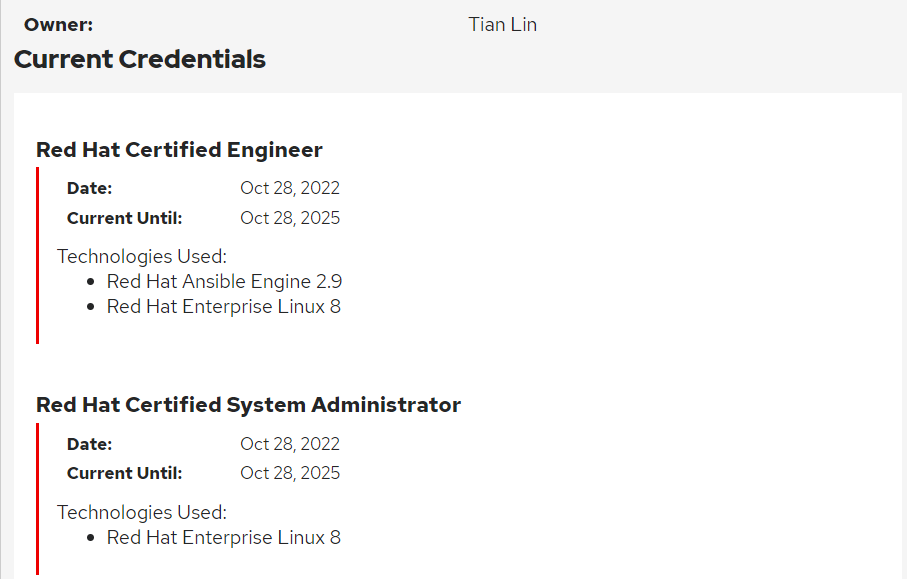 Owner: Tian Lin
Current Credentials
Red Hat Certified Engineer
Date: Oct 28, 2022
Current Until: Oct 28, 2025
Technologies Used:
• Red Hat Ansible Engine 2.9
• Red Hat Enterprise Linux 8
Red Hat Certified System Administrator
Date: Oct 28, 2022
Current Until: Oct 28, 2025
Technologies Used:
• Red Hat Enterprise Linux 8